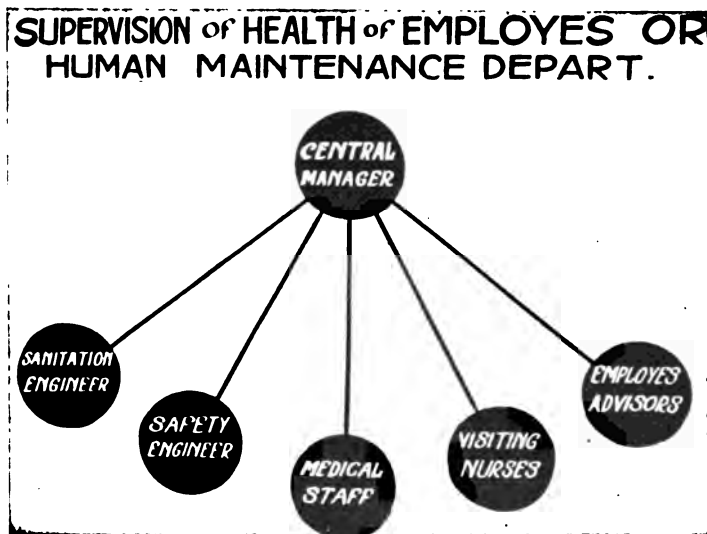 SUPERVISION OF HEALTH OF EMPLOYES OR
HUMAN MAINTENANCE DEPART.
CENTRAL
MANAGER
SANITATION
ENGINEER
SAFETY
ENGINEER
MEDICAL
STAFF
VISITING
NURSES
EMPLOYES
ADVISORS